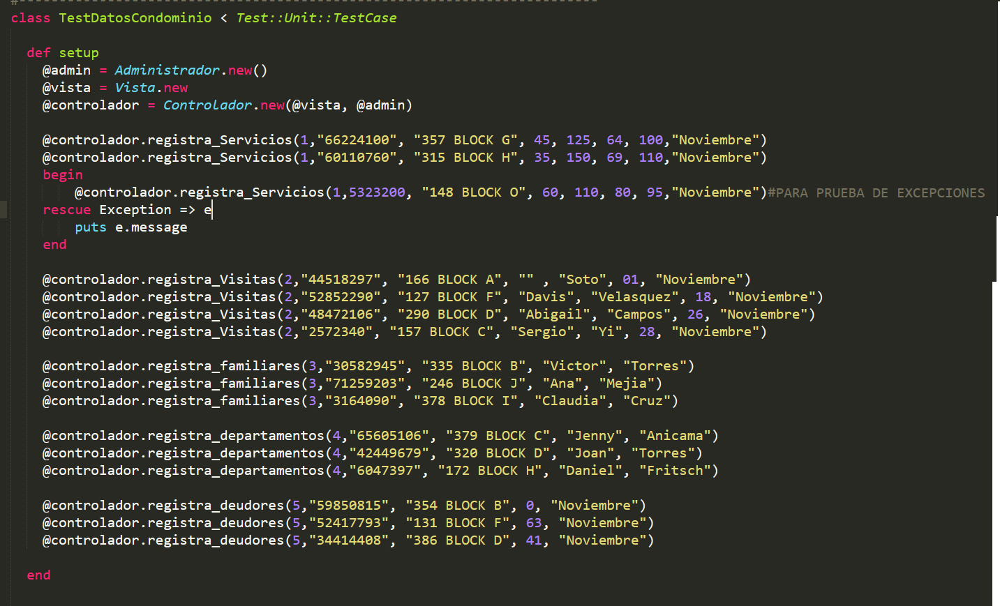 #------------------------------------------------------------------------
class TestDatosCondominio < Test::Unit::TestCase
def setup
@admin = Administrador.new()
@vista = Vista.new
@controlador = Controlador.new(@vista, @admin)
@controlador.registra_Servicios(1,"66224100", "357 BLOCK G", 45, 125, 64, 100,"Noviembre")
@controlador.registra_Servicios(1,"60110760", "315 BLOCK H", 35, 150, 69, 110,"Noviembre")
begin
@controlador.registra_Servicios(1,5323200, "148 BLOCK O", 60, 110, 80, 95,"Noviembre")#PARA PRUEBA DE EXCEPCIONES
rescue Exception => e
puts e.message
end
@controlador.registra_Visitas(2,"44518297", "166 BLOCK A", "" , "Soto", 01, "Noviembre")
@controlador.registra_Visitas(2,"52852290", "127 BLOCK F", "Davis", "Velasquez", 18, "Noviembre")
@controlador.registra_Visitas(2,"48472106", "290 BLOCK D", "Abigail", "Campos", 26, "Noviembre")
@controlador.registra_Visitas(2,"2572340", "157 BLOCK C", "Sergio", "Yi", 28, "Noviembre")
@controlador.registra_familiares(3,"30582945", "335 BLOCK B", "Victor", "Torres")
@controlador.registra_familiares(3,"71259203", "246 BLOCK J", "Ana", "Mejia")
@controlador.registra_familiares(3,"3164090", "378 BLOCK I", "Claudia", "Cruz")
@controlador.registra_departamentos(4,"65605106", "379 BLOCK C", "Jenny", "Anicama")
@controlador.registra_departamentos(4,"42449679", "320 BLOCK D", "Joan", "Torres")
@controlador.registra_departamentos(4,"6047397", "172 BLOCK H", "Daniel", "Fritsch")
@controlador.registra_deudores(5,"59850815", "354 BLOCK B", 0, "Noviembre")
@controlador.registra_deudores(5,"52417793", "131 BLOCK F", 63, "Noviembre")
@controlador.registra_deudores(5,"34414408", "386 BLOCK D", 41, "Noviembre")
end